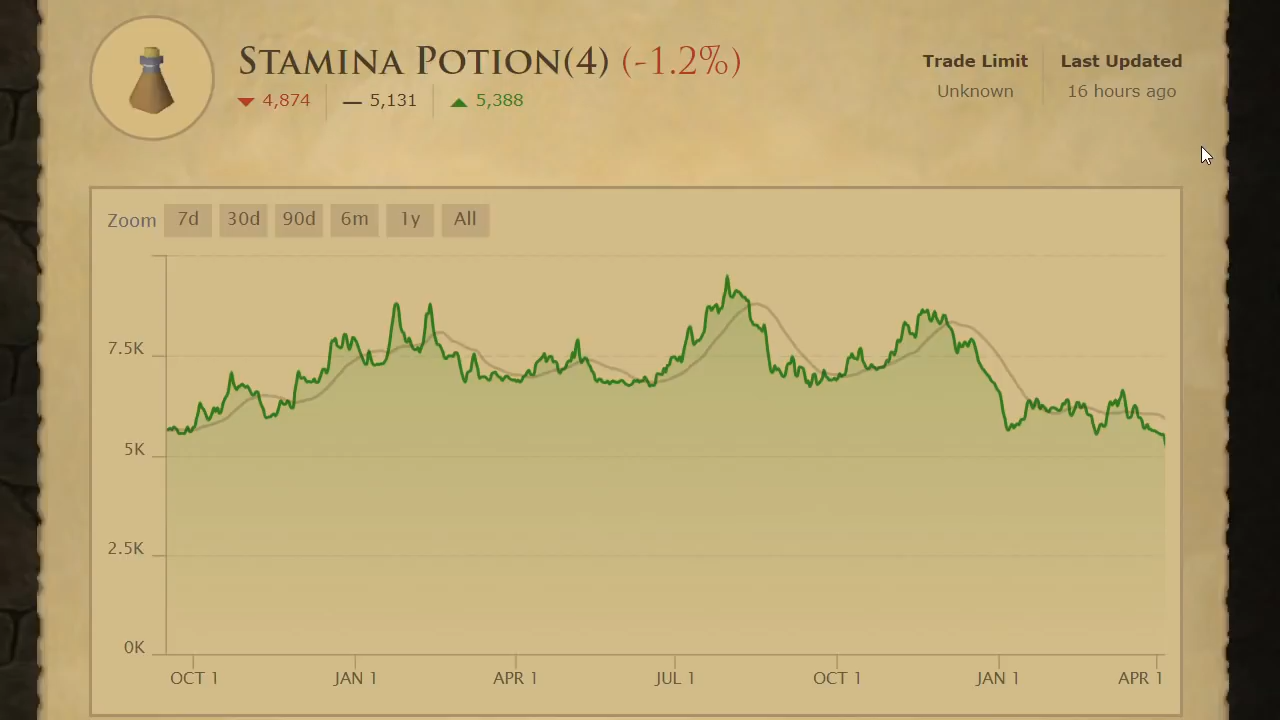 STAMINA POTION(4) (-1.2%)
4,874 5,131 5,388
Trade Limit Last Updated
Unknown 16 hours ago
Zoom 7d 30d 90d 6m 1y All
7.5K
5K
2.5K
0K
OCT 1 JAN 1 APR 1 JUL 1 OCT 1 JAN 1 APR 1